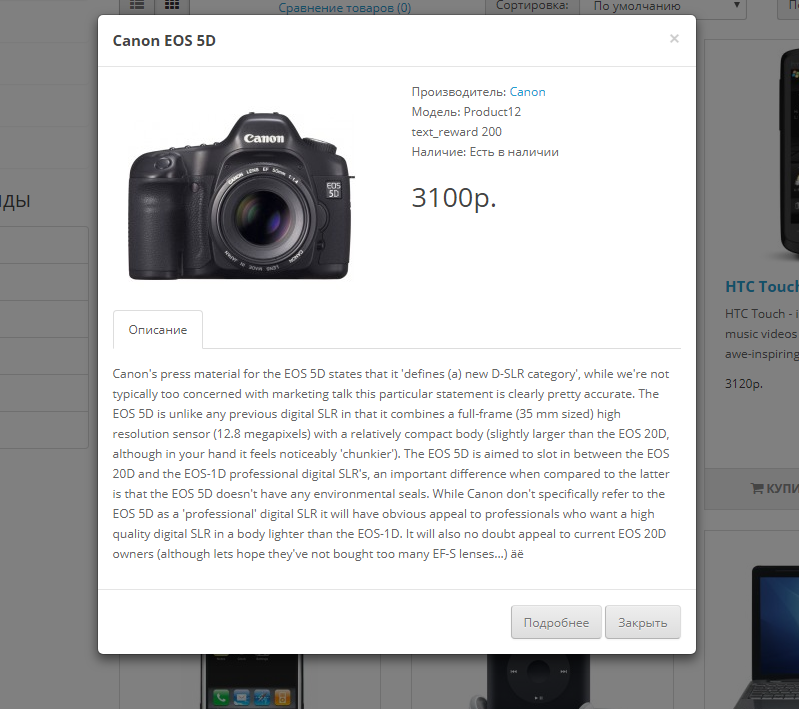 Сравнение товаров (0)
Сортировка:
По умолчанию
Canon EOS 5D
×
Canon
EOS
5D
CANON LENS EF 50mm 1:1.4
Производитель: Canon
Модель: Product12
text_reward 200
Наличие: Есть в наличии
3100р.
Описание
Canon's press material for the EOS 5D states that it 'defines (a) new D-SLR category', while we're not
typically too concerned with marketing talk this particular statement is clearly pretty accurate. The
EOS 5D is unlike any previous digital SLR in that it combines a full-frame (35 mm sized) high
resolution sensor (12.8 megapixels) with a relatively compact body (slightly larger than the EOS 20D,
although in your hand it feels noticeably 'chunkier'). The EOS 5D is aimed to slot in between the EOS
20D and the EOS-1D professional digital SLR's, an important difference when compared to the latter
is that the EOS 5D doesn't have any environmental seals. While Canon don't specifically refer to the
EOS 5D as a 'professional' digital SLR it will have obvious appeal to professionals who want a high
quality digital SLR in a body lighter than the EOS-1D. It will also no doubt appeal to current EOS 20D
owners (although lets hope they've not bought too many EF-S lenses...) äë
Подробнее
Закрыть
ды
HTC Touch
HTC Touch - i
music videos
awe-inspiring
3120р.
КУПИ